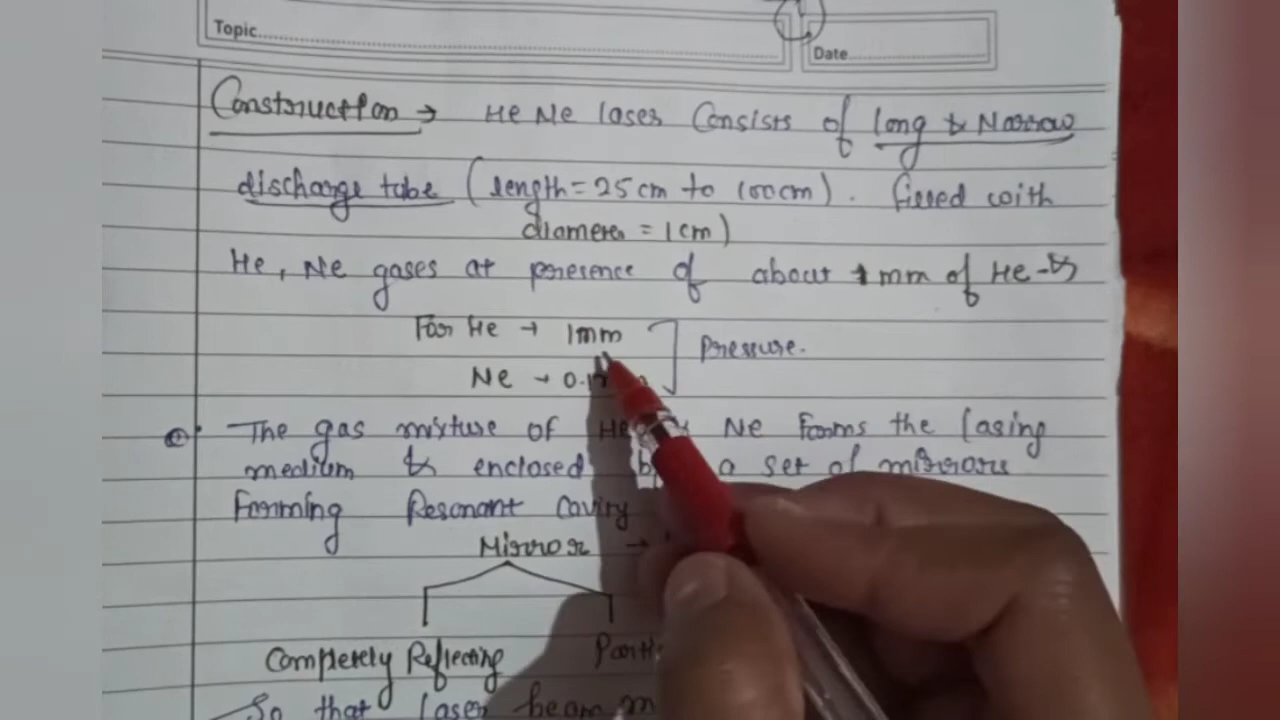 Topic
Date
Construction → He Ne laser Consists of long & Narrow
discharge tube (length = 25 cm to 100cm). filled with
diameter = 1cm)
He, Ne gases at presence of about 1 mm of He &
For He → 1mm
Pressure.
Ne → 0.1
The gas mixture of He Ne Forms the lasing
medium & enclosed a set of mirrors
Forming Resonant Cavity
Mirror →
Completely Reflecting
So that laser beam